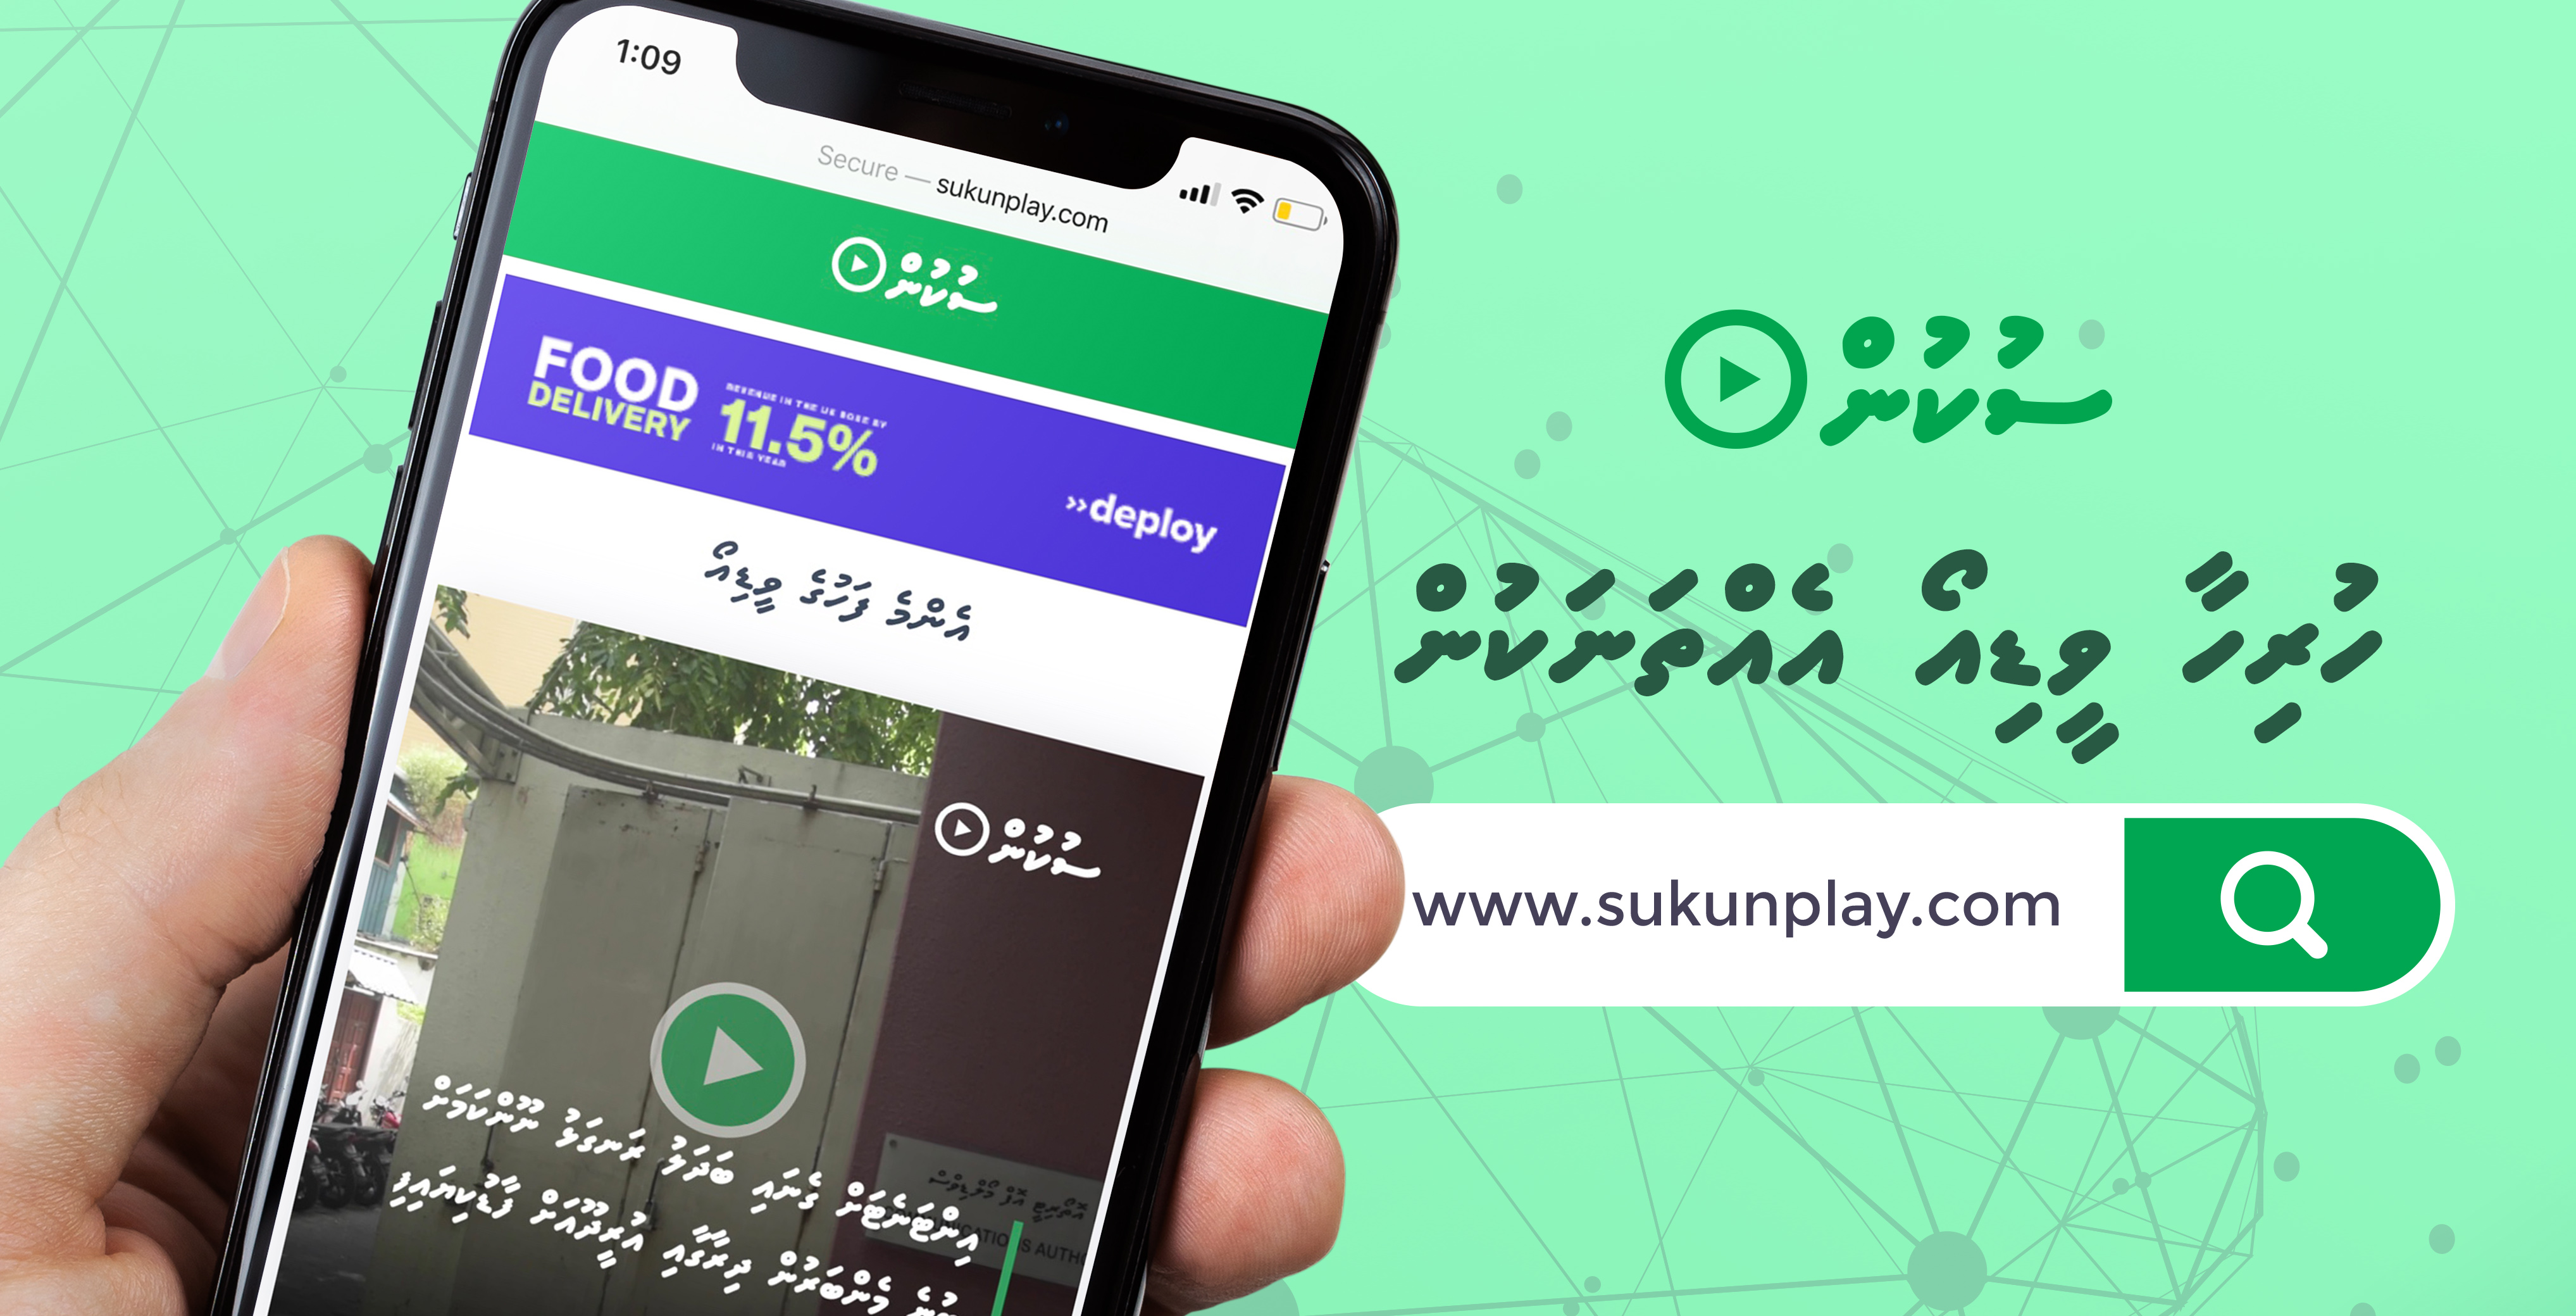 1:09
Secure — sukunplay.com
ސުކުން
FOOD
DELIVERY
REVENUE IN THE US ROSE BY
11.5%
IN THIS YEAR
»deploy
އެންމެ ފަހުގެ ވީޑިއޯ
ސުކުން
އޮތޯރިޓީ އޮފް މޯލްޑިވްސް
އިންޓަނެޓަށް ގެނައި ބަދަލު ރަނގަޅު ނޫންކަމަށް
މެންބަރުން ދިރާގާއި އުރީދޫއަށް ފާޑުކިޔައިފި
ސުކުން
ހުރިހާ ވީޑިއޯ އެއްތަނަކުން
www.sukunplay.com